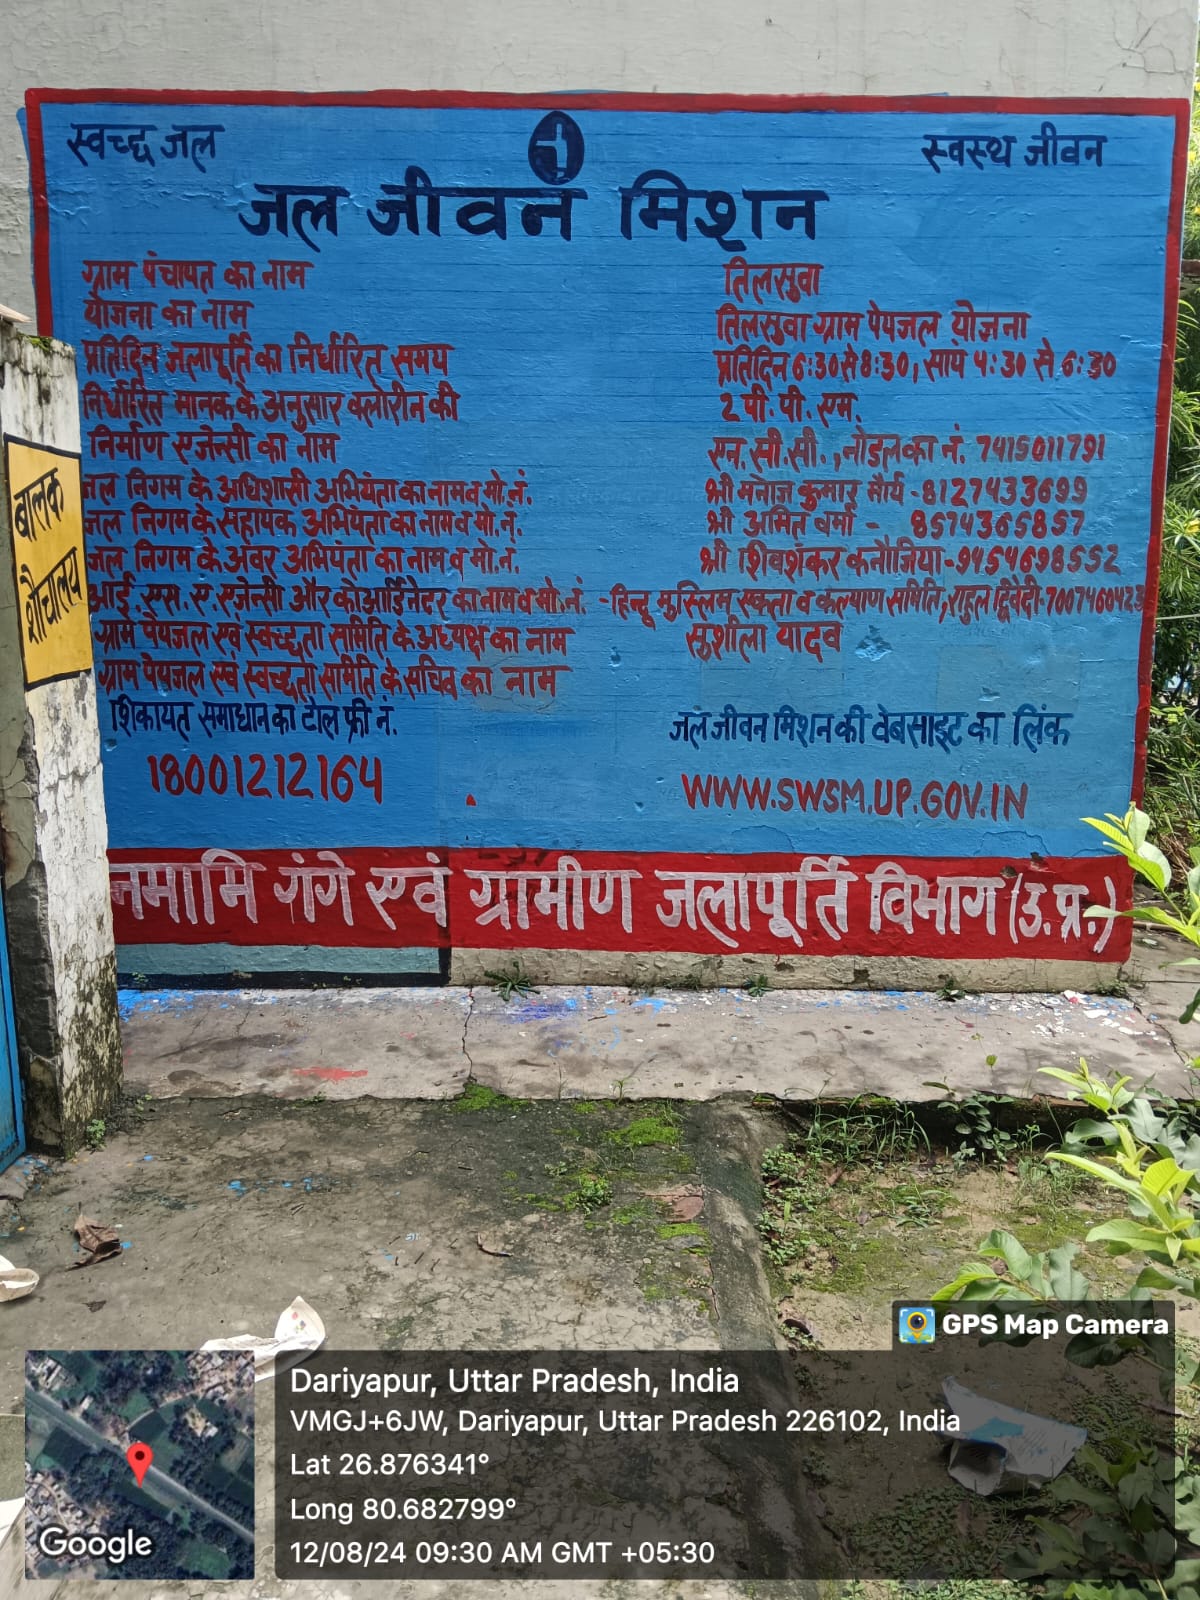 स्वच्छ जल
स्वस्थ जीवन
जल जीवन मिशन
ग्राम पंचायत का नाम तिलसुवा
योजना का नाम तिलसुवा ग्राम पेयजल योजना
प्रतिदिन जलापूर्ति का निर्धारित समय प्रतिदिन 6:30 से 8:30, सायं 4:30 से 6:30
निर्धारित मानक के अनुसार क्लोरीन की 2 पी.पी. एम.
निर्माण एजेन्सी का नाम एन.सी.सी., नोडल का नं. 7415011791
जल निगम के अधिशासी अभियंता का नाम व मो.नं. श्री मनोज कुमार मौर्य -8127433699
जल निगम के सहायक अभियंता का नाम व मो.नं. श्री अमित वर्मा - 8574365857
जल निगम के अवर अभियंता का नाम व मो.नं. श्री शिवशंकर कनौजिया-9454698552
आई.एस.ए.एजेन्सी और कोआर्डिनेटर का नाम व मो.नं. -हिन्दू मुस्लिम एकता व कल्याण समिति, राहुल द्विवेदी-7007460423
ग्राम पेयजल एवं स्वच्छता समिति के अध्यक्ष का नाम सुशीला यादव
ग्राम पेयजल एवं स्वच्छता समिति के सचिव का नाम
शिकायत समाधान का टोल फ्री नं. जल जीवन मिशन की वेबसाइट का लिंक
18001212164 WWW.SWSM.UP.GOV.IN
नमामि गंगे एवं ग्रामीण जलापूर्ति विभाग (उ.प्र.)
बालक
शौचालय
GPS Map Camera
Dariyapur, Uttar Pradesh, India
VMGJ+6JW, Dariyapur, Uttar Pradesh 226102, India
Lat 26.876341°
Long 80.682799°
12/08/24 09:30 AM GMT +05:30
Google